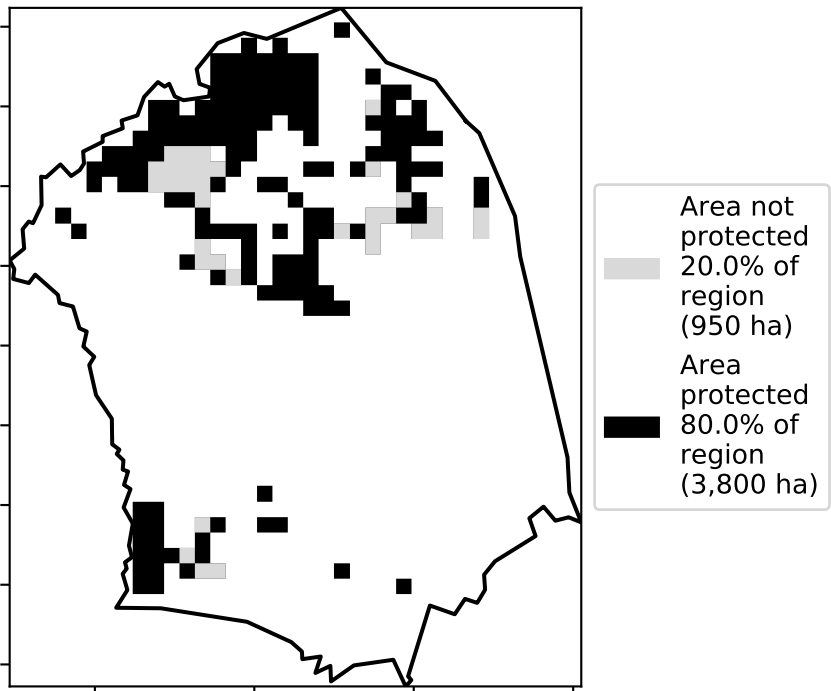 Area not
protected
20.0% of
region
(950 ha)
Area
protected
80.0% of
region
(3,800 ha)